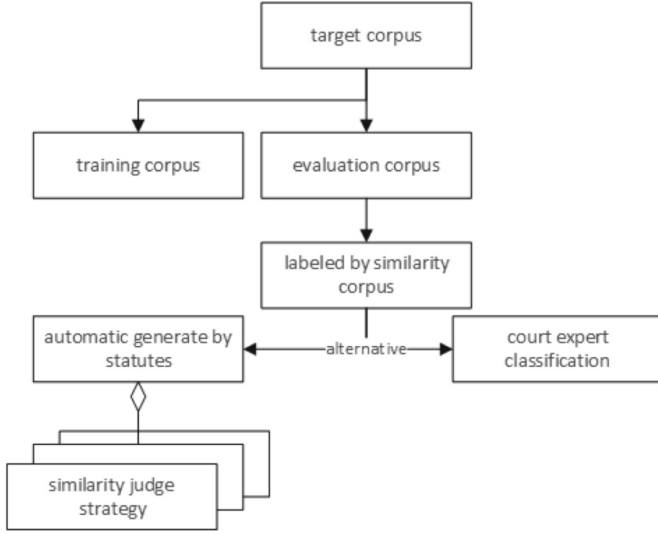 target corpus
training corpus
evaluation corpus
labeled by similarity
corpus
automatic generate by
statutes
alternative
court expert
classification
similarity judge
strategy